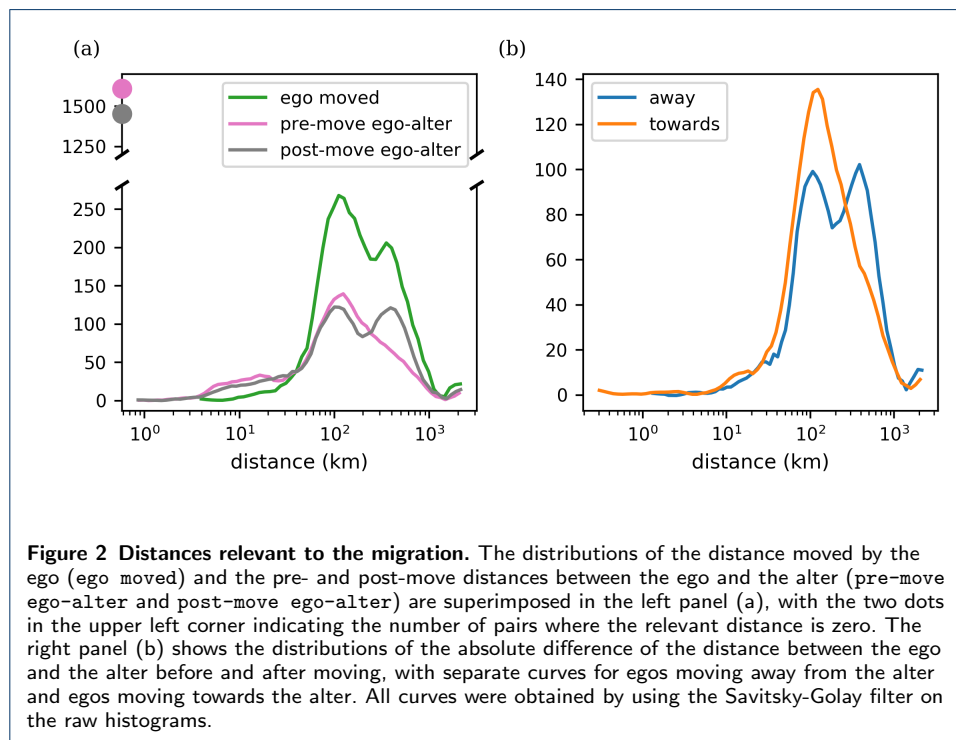 (a)
(b)
1500
1250
250
200
150
100
50
0
ego moved
pre-move ego-alter
post-move ego-alter
10⁰
10¹
10²
10³
distance (km)
140
120
100
80
60
40
20
0
away
towards
10⁰
10¹
10²
10³
distance (km)
Figure 2 Distances relevant to the migration. The distributions of the distance moved by the
ego (ego moved) and the pre- and post-move distances between the ego and the alter (pre-move
ego-alter and post-move ego-alter) are superimposed in the left panel (a), with the two dots
in the upper left corner indicating the number of pairs where the relevant distance is zero. The
right panel (b) shows the distributions of the absolute difference of the distance between the ego
and the alter before and after moving, with separate curves for egos moving away from the alter
and egos moving towards the alter. All curves were obtained by using the Savitsky-Golay filter on
the raw histograms.